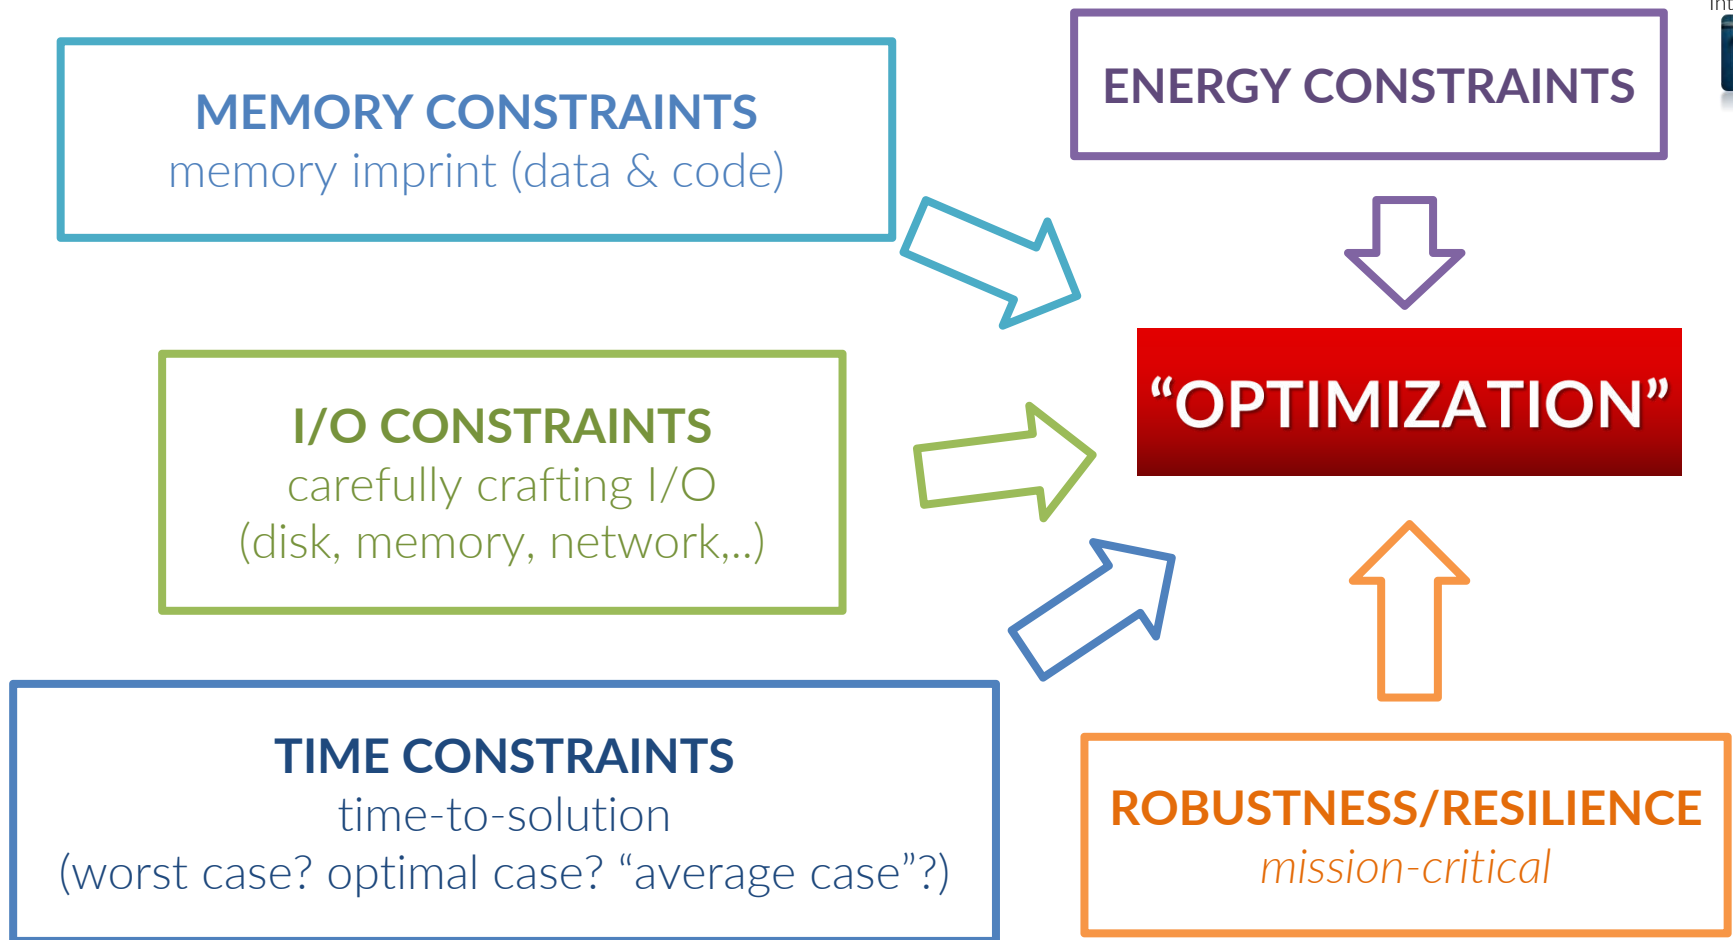 MEMORY CONSTRAINTS
memory imprint (data & code)
ENERGY CONSTRAINTS
"OPTIMIZATION"
I/O CONSTRAINTS
carefully crafting I/O
(disk, memory, network,..)
TIME CONSTRAINTS
time-to-solution
(worst case? optimal case? “average case”?)
ROBUSTNESS/RESILIENCE
mission-critical